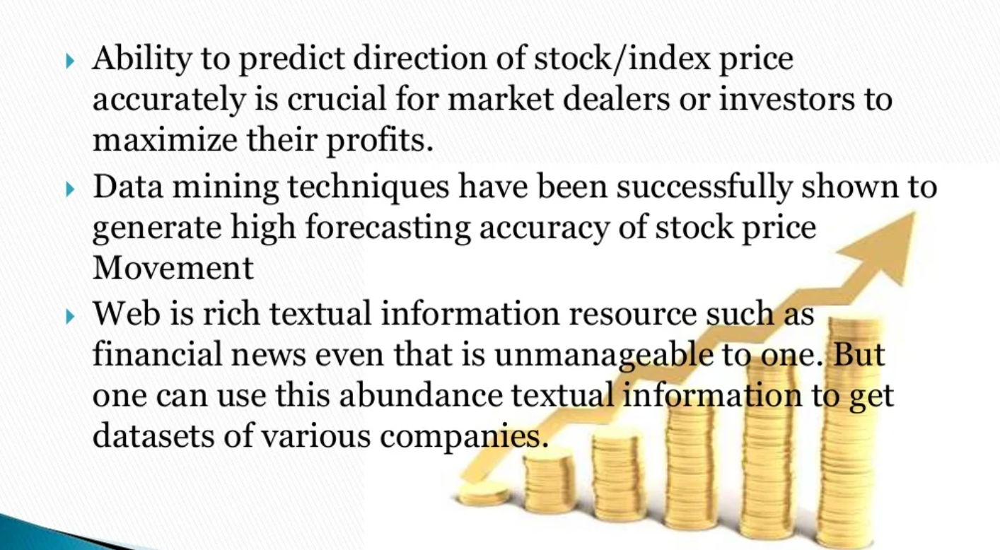 Ability to predict direction of stock/index price
accurately is crucial for market dealers or investors to
maximize their profits.
Data mining techniques have been successfully shown to
generate high forecasting accuracy of stock price
Movement
Web is rich textual information resource such as
financial news even that is unmanageable to one. But
one can use this abundance textual information to get
datasets of various companies.